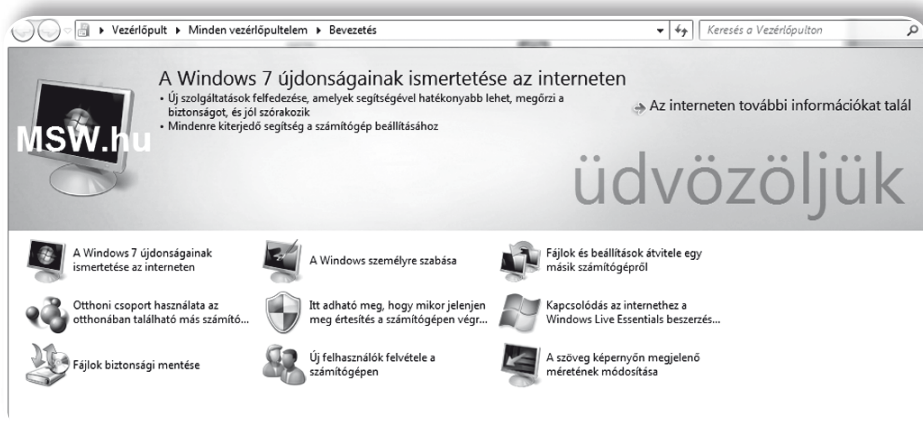 Vezérlőpult ▸ Minden vezérlőpultelem ▸ Bevezetés
Keresés a Vezérlőpulton
A Windows 7 újdonságainak ismertetése az interneten
• Új szolgáltatások felfedezése, amelyek segítségével hatékonyabb lehet, megőrzi a
biztonságot, és jól szórakozik
• Mindenre kiterjedő segítség a számítógép beállításához
Az interneten további információkat talál
MSW.hu
üdvözöljük
A Windows 7 újdonságainak
ismertetése az interneten
A Windows személyre szabása
Fájlok és beállítások átvitele egy
másik számítógépről
Otthoni csoport használata az
otthonában található más számító...
Itt adható meg, hogy mikor jelenjen
meg értesítés a számítógépen végr...
Kapcsolódás az internethez a
Windows Live Essentials beszerzés...
Fájlok biztonsági mentése
Új felhasználók felvétele a
számítógépen
A szöveg képernyőn megjelenő
méretének módosítása